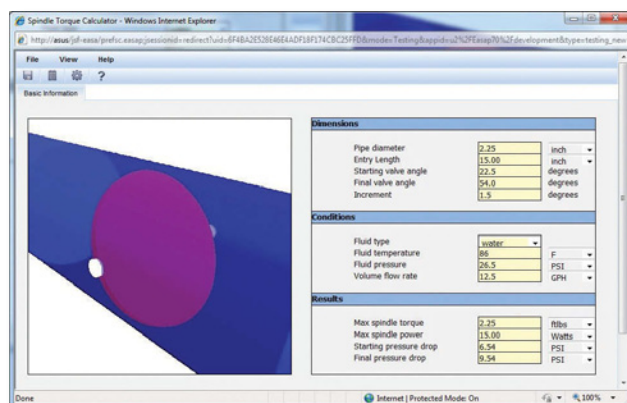 Spindle Torque Calculator - Windows Internet Explorer
File View Help
Basic Information
Dimensions
Pipe diameter 2.25 inch
Entry Length 15.00 inch
Starting valve angle 22.5 degrees
Final valve angle 54.0 degrees
Increment 1.5 degrees
Conditions
Fluid type water
Fluid temperature 86 F
Fluid pressure 26.5 PSI
Volume flow rate 12.5 GPH
Results
Max spindle torque 2.25 ftlbs
Max spindle power 15.00 Watts
Starting pressure drop 6.54 PSI
Final pressure drop 9.54 PSI
Done Internet | Protected Mode: On 100%